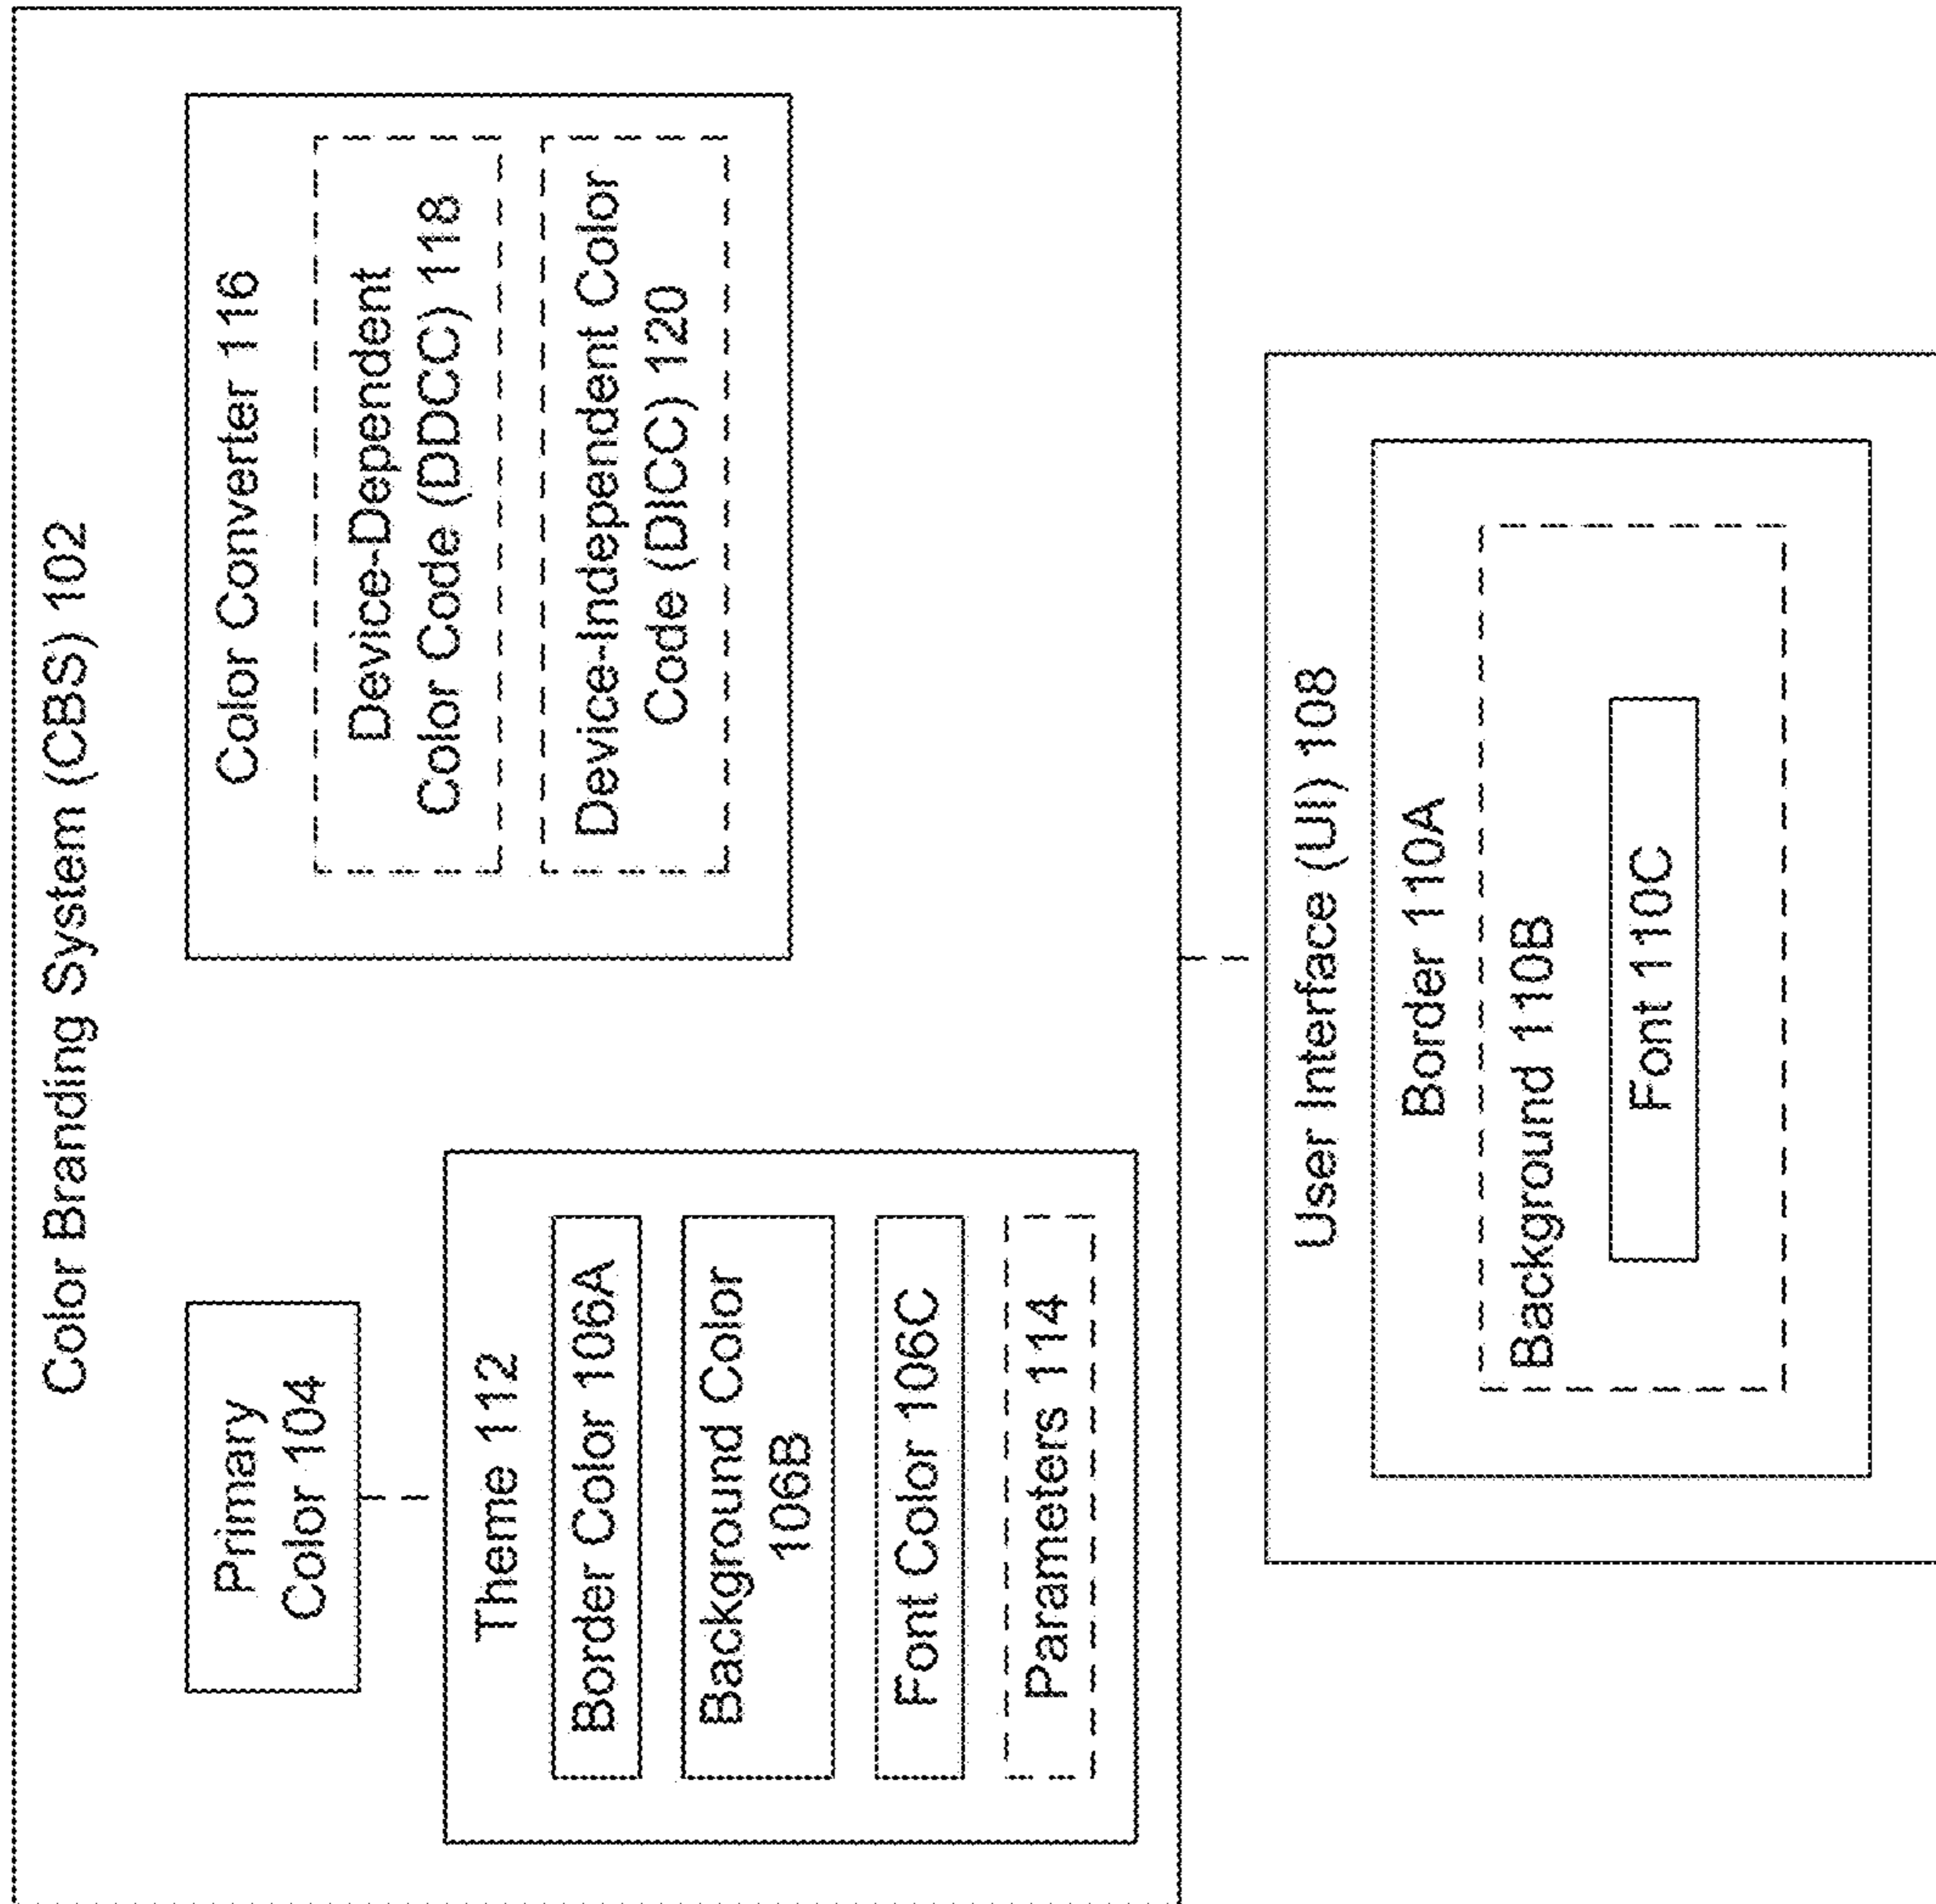 Color Branding System (CBS) 102
Primary
Color 104
Theme 112
Border Color 106A
Background Color
106B
Font Color 106C
Parameters 114
Color Converter 116
Device-Dependent
Color Code (DDCC) 118
Device-Independent Color
Code (DICC) 120
User Interface (UI) 108
Border 110A
Background 110B
Font 110C